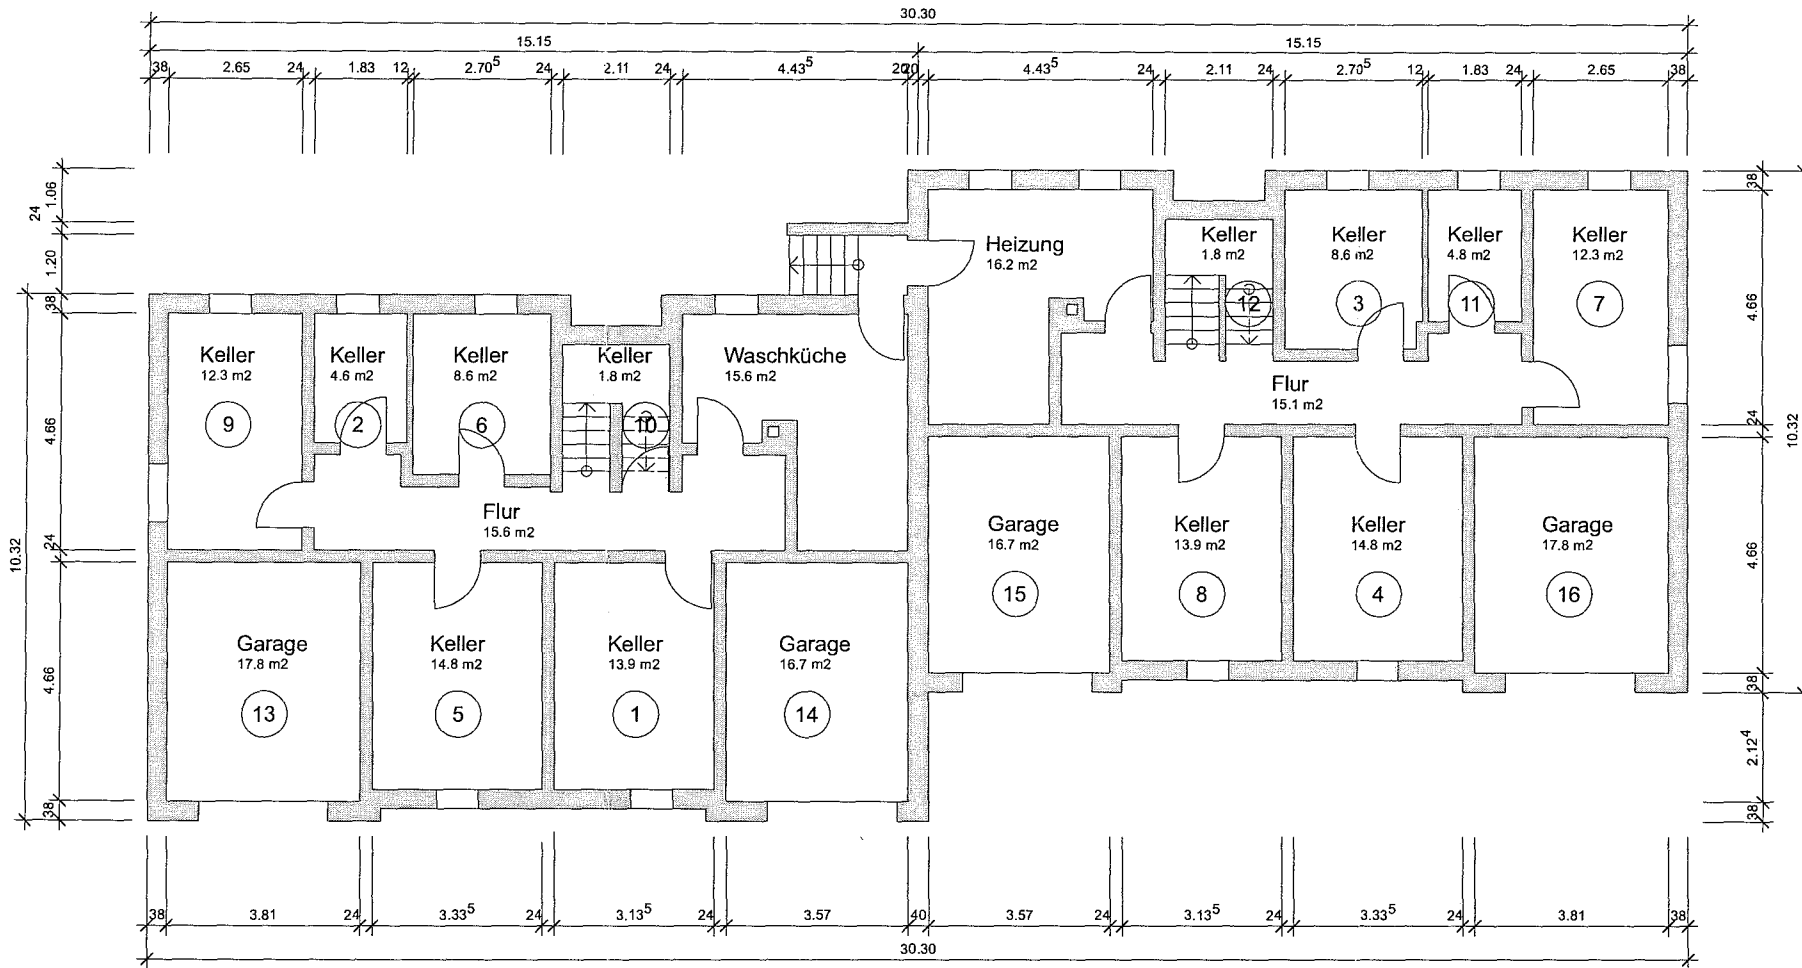 30.30
15.15 15.15
38 2.65 24 1.83 12 2.70⁵ 24 2.11 24 4.43⁵ 20 20 4.43⁵ 24 2.11 24 2.70⁵ 12 1.83 24 2.65 38
1.06
24
1.20
38
4.66
24
4.66
38
10.32
38
4.66
24
4.66
38
2.12⁴
38
10.32
Heizung
16.2 m2
Keller
1.8 m2
12
Keller
8.6 m2
3
Keller
4.8 m2
11
Keller
12.3 m2
7
Keller
12.3 m2
9
Keller
4.6 m2
2
Keller
8.6 m2
6
Keller
1.8 m2
10
Waschküche
15.6 m2
Flur
15.1 m2
Flur
15.6 m2
Garage
16.7 m2
15
Keller
13.9 m2
8
Keller
14.8 m2
4
Garage
17.8 m2
16
Garage
17.8 m2
13
Keller
14.8 m2
5
Keller
13.9 m2
1
Garage
16.7 m2
14
38 3.81 24 3.33⁵ 24 3.13⁵ 24 3.57 40 3.57 24 3.13⁵ 24 3.33⁵ 24 3.81 38
30.30